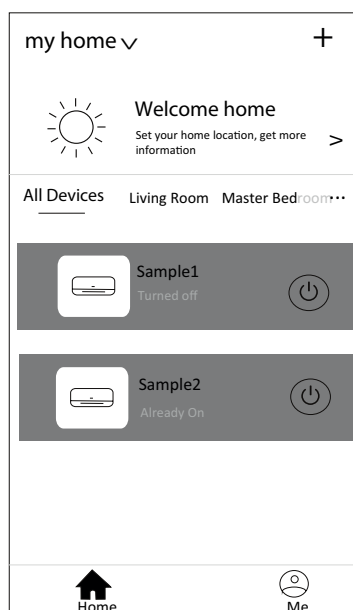 my home
+
Welcome home
Set your home location, get more
information
>
All Devices Living Room Master Bedroom ...
Sample1
Turned off
Sample2
Already On
Home Me